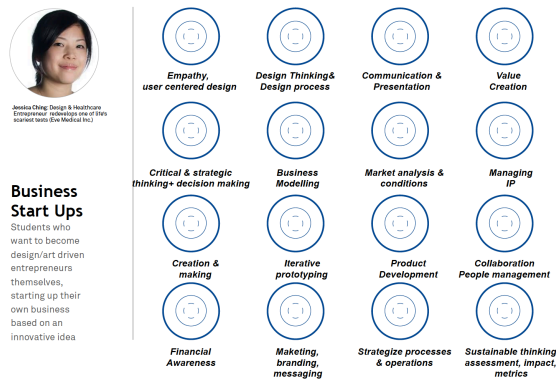 Jessica Ching: Design & Healthcare
Entrepreneur redevelops one of life's
scariest tests (Eve Medical Inc.)
Business
Start Ups
Students who
want to become
design/art driven
entrepreneurs
themselves,
starting up their
own business
based on an
innovative idea
Empathy,
user centered design
Design Thinking&
Design process
Communication &
Presentation
Value
Creation
Critical & strategic
thinking+ decision making
Business
Modelling
Market analysis &
conditions
Managing
IP
Creation &
making
Iterative
prototyping
Product
Development
Collaboration
People management
Financial
Awareness
Maketing,
branding,
messaging
Strategize processes
& operations
Sustainable thinking
assessment, impact,
metrics